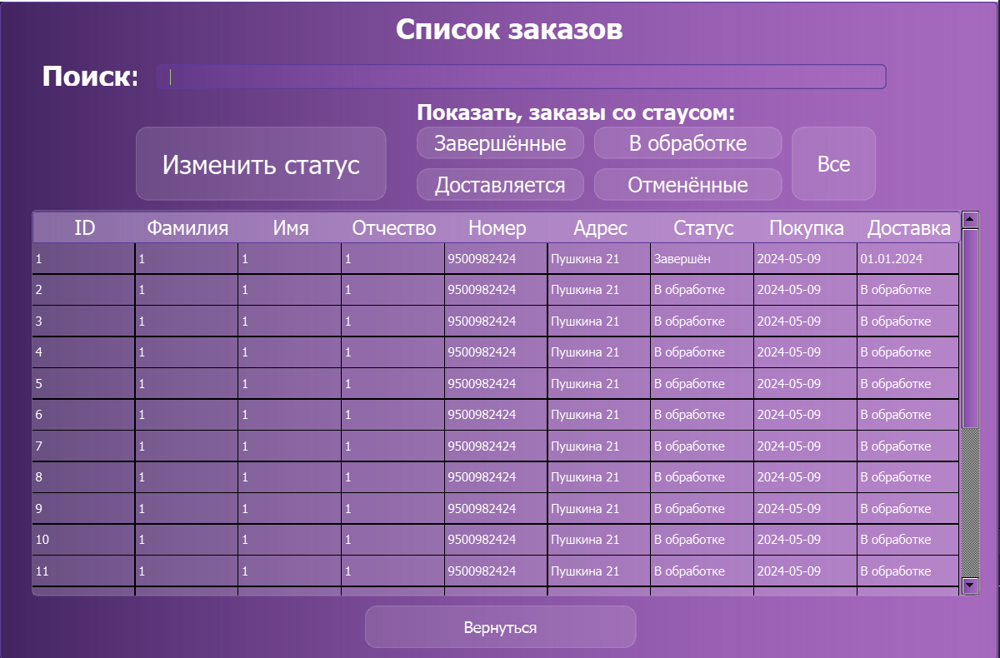 Список заказов
Поиск:
Показать, заказы со стаусом:
Изменить статус
Завершённые В обработке
Все
Доставляется Отменённые
ID Фамилия Имя Отчество Номер Адрес Статус Покупка Доставка
1 1 1 1 9500982424 Пушкина 21 Завершён 2024-05-09 01.01.2024
2 1 1 1 9500982424 Пушкина 21 В обработке 2024-05-09 В обработке
3 1 1 1 9500982424 Пушкина 21 В обработке 2024-05-09 В обработке
4 1 1 1 9500982424 Пушкина 21 В обработке 2024-05-09 В обработке
5 1 1 1 9500982424 Пушкина 21 В обработке 2024-05-09 В обработке
6 1 1 1 9500982424 Пушкина 21 В обработке 2024-05-09 В обработке
7 1 1 1 9500982424 Пушкина 21 В обработке 2024-05-09 В обработке
8 1 1 1 9500982424 Пушкина 21 В обработке 2024-05-09 В обработке
9 1 1 1 9500982424 Пушкина 21 В обработке 2024-05-09 В обработке
10 1 1 1 9500982424 Пушкина 21 В обработке 2024-05-09 В обработке
11 1 1 1 9500982424 Пушкина 21 В обработке 2024-05-09 В обработке
Вернуться